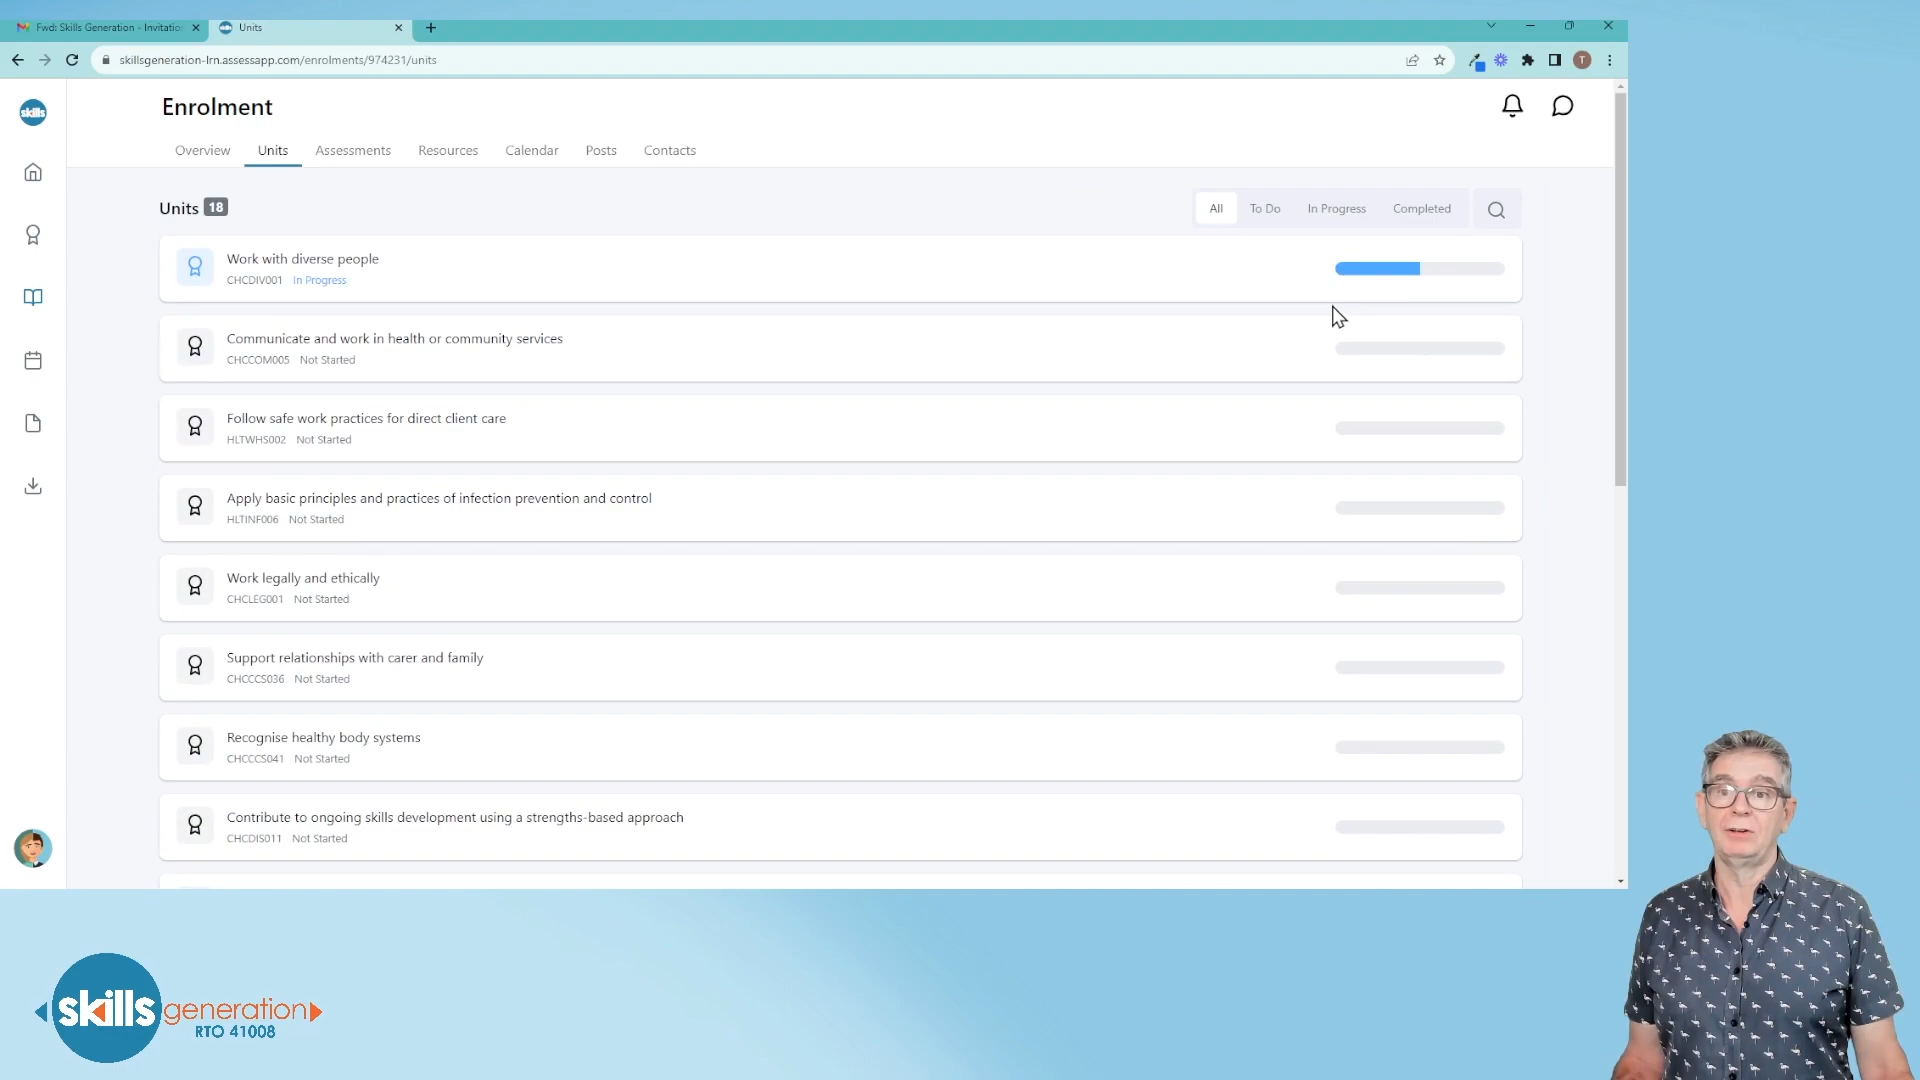 Fwd: Skills Generation - Invitatio
Units
skillsgeneration-lrn.assessapp.com/enrolments/974231/units
T
skills
Enrolment
Overview
Units
Assessments
Resources
Calendar
Posts
Contacts
Units 18
All
To Do
In Progress
Completed
Work with diverse people
CHCDIV001 In Progress
Communicate and work in health or community services
CHCCOM005 Not Started
Follow safe work practices for direct client care
HLTWHS002 Not Started
Apply basic principles and practices of infection prevention and control
HLTINF006 Not Started
Work legally and ethically
CHCLEG001 Not Started
Support relationships with carer and family
CHCCCS036 Not Started
Recognise healthy body systems
CHCCCS041 Not Started
Contribute to ongoing skills development using a strengths-based approach
CHCDIS011 Not Started
skills generation
RTO 41008